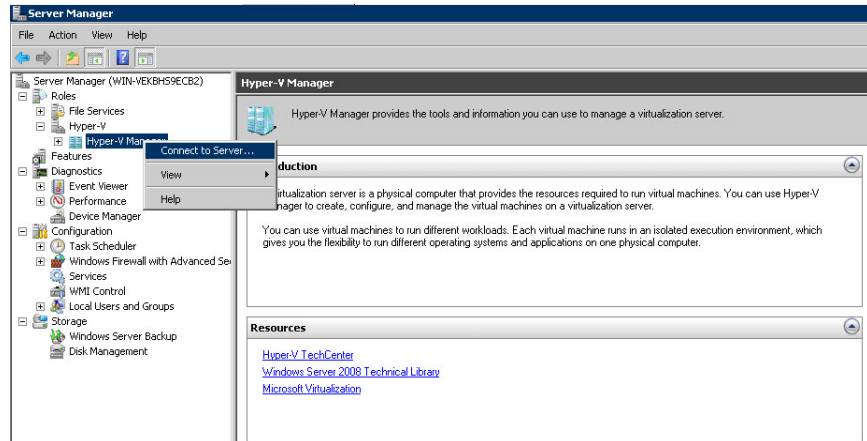 Server Manager
File Action View Help
Server Manager (WIN-VEKBHS9ECB2)
Roles
File Services
Hyper-V
Hyper-V Manager
Features
Diagnostics
Event Viewer
Performance
Device Manager
Configuration
Task Scheduler
Windows Firewall with Advanced Se
Services
WMI Control
Local Users and Groups
Storage
Windows Server Backup
Disk Management
Connect to Server...
View
Help
Hyper-V Manager
Hyper-V Manager provides the tools and information you can use to manage a virtualization server.
duction
irtualization server is a physical computer that provides the resources required to run virtual machines. You can use Hyper-V
nager to create, configure, and manage the virtual machines on a virtualization server.
You can use virtual machines to run different workloads. Each virtual machine runs in an isolated execution environment, which
gives you the flexibility to run different operating systems and applications on one physical computer.
Resources
Hyper-V TechCenter
Windows Server 2008 Technical Library
Microsoft Virtualization